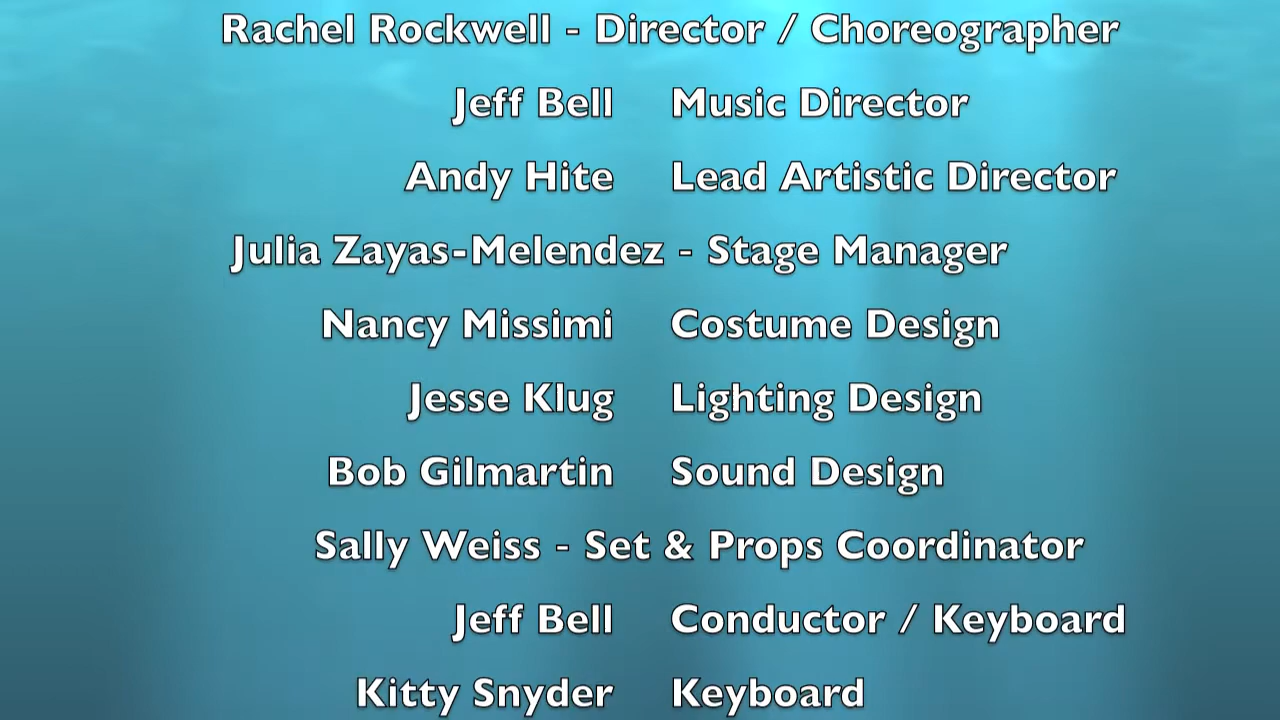 Rachel Rockwell - Director / Choreographer
Jeff Bell Music Director
Andy Hite Lead Artistic Director
Julia Zayas-Melendez - Stage Manager
Nancy Missimi Costume Design
Jesse Klug Lighting Design
Bob Gilmartin Sound Design
Sally Weiss - Set & Props Coordinator
Jeff Bell Conductor / Keyboard
Kitty Snyder Keyboard